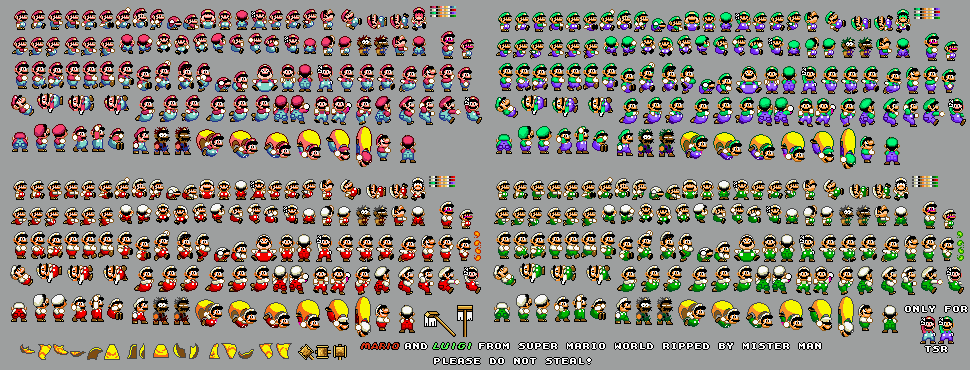 ONLY FOR
TSR
MARIO AND LUIGI FROM SUPER MARIO WORLD RIPPED BY MISTER MAN
PLEASE DO NOT STEAL!